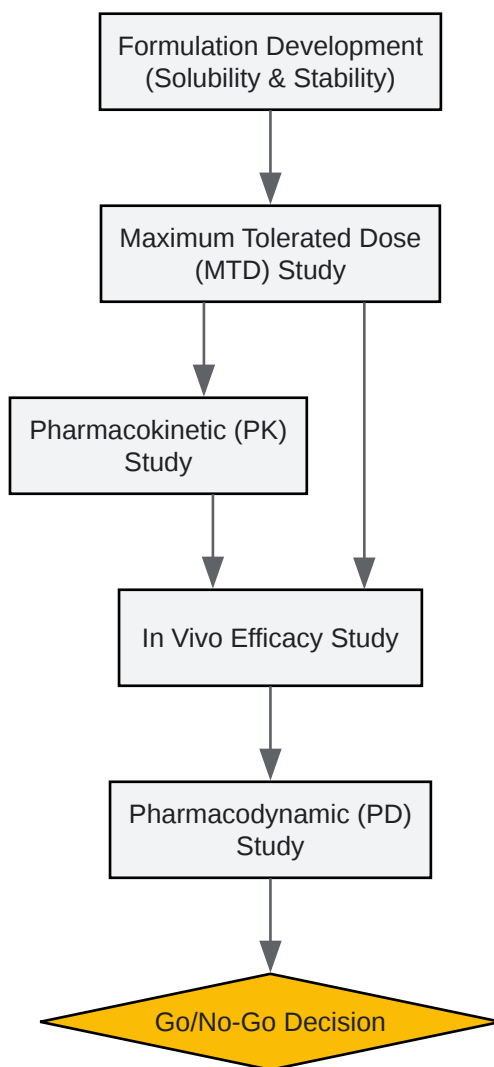 Formulation Development
(Solubility & Stability)
Maximum Tolerated Dose
(MTD) Study
Pharmacokinetic (PK)
Study
In Vivo Efficacy Study
Pharmacodynamic (PD)
Study
Go/No-Go Decision